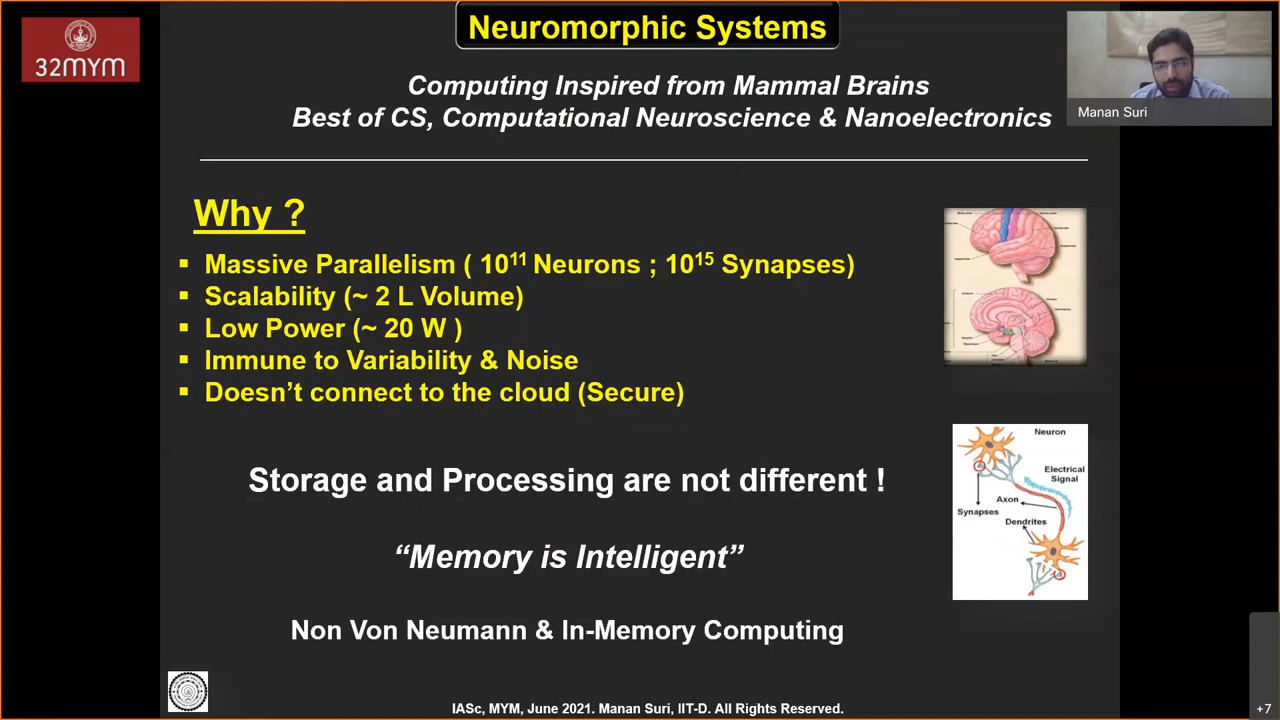 Neuromorphic Systems
32MYM
Computing Inspired from Mammal Brains
Best of CS, Computational Neuroscience & Nanoelectronics
Manan Suri
Why ?
▪ Massive Parallelism ( 10¹¹ Neurons ; 10¹⁵ Synapses)
▪ Scalability (~ 2 L Volume)
▪ Low Power (~ 20 W )
▪ Immune to Variability & Noise
▪ Doesn’t connect to the cloud (Secure)
Storage and Processing are not different !
“Memory is Intelligent”
Non Von Neumann & In-Memory Computing
Neuron
Electrical
Signal
Axon
Synapses
Dendrites
IASc, MYM, June 2021. Manan Suri, IIT-D. All Rights Reserved.
+7